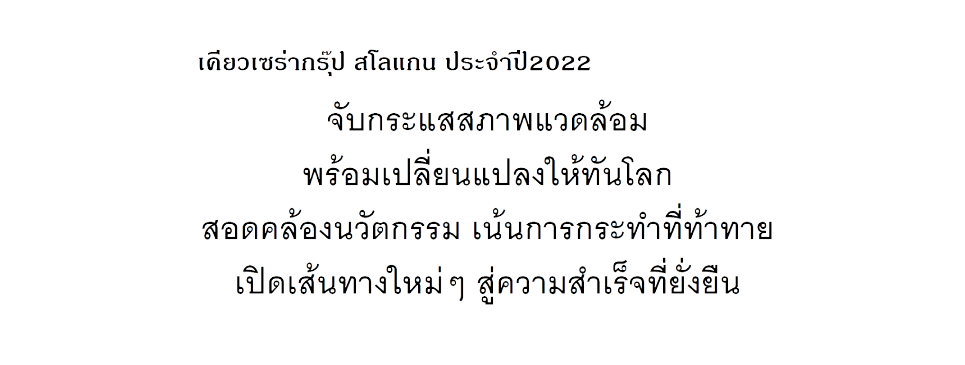 เคียวเซร่ากรุ๊ป สโลแกน ประจำปี2022
จับกระแสสภาพแวดล้อม
พร้อมเปลี่ยนแปลงให้ทันโลก
สอดคล้องนวัตกรรม เน้นการกระทำที่ท้าทาย
เปิดเส้นทางใหม่ๆ สู่ความสำเร็จที่ยั่งยืน